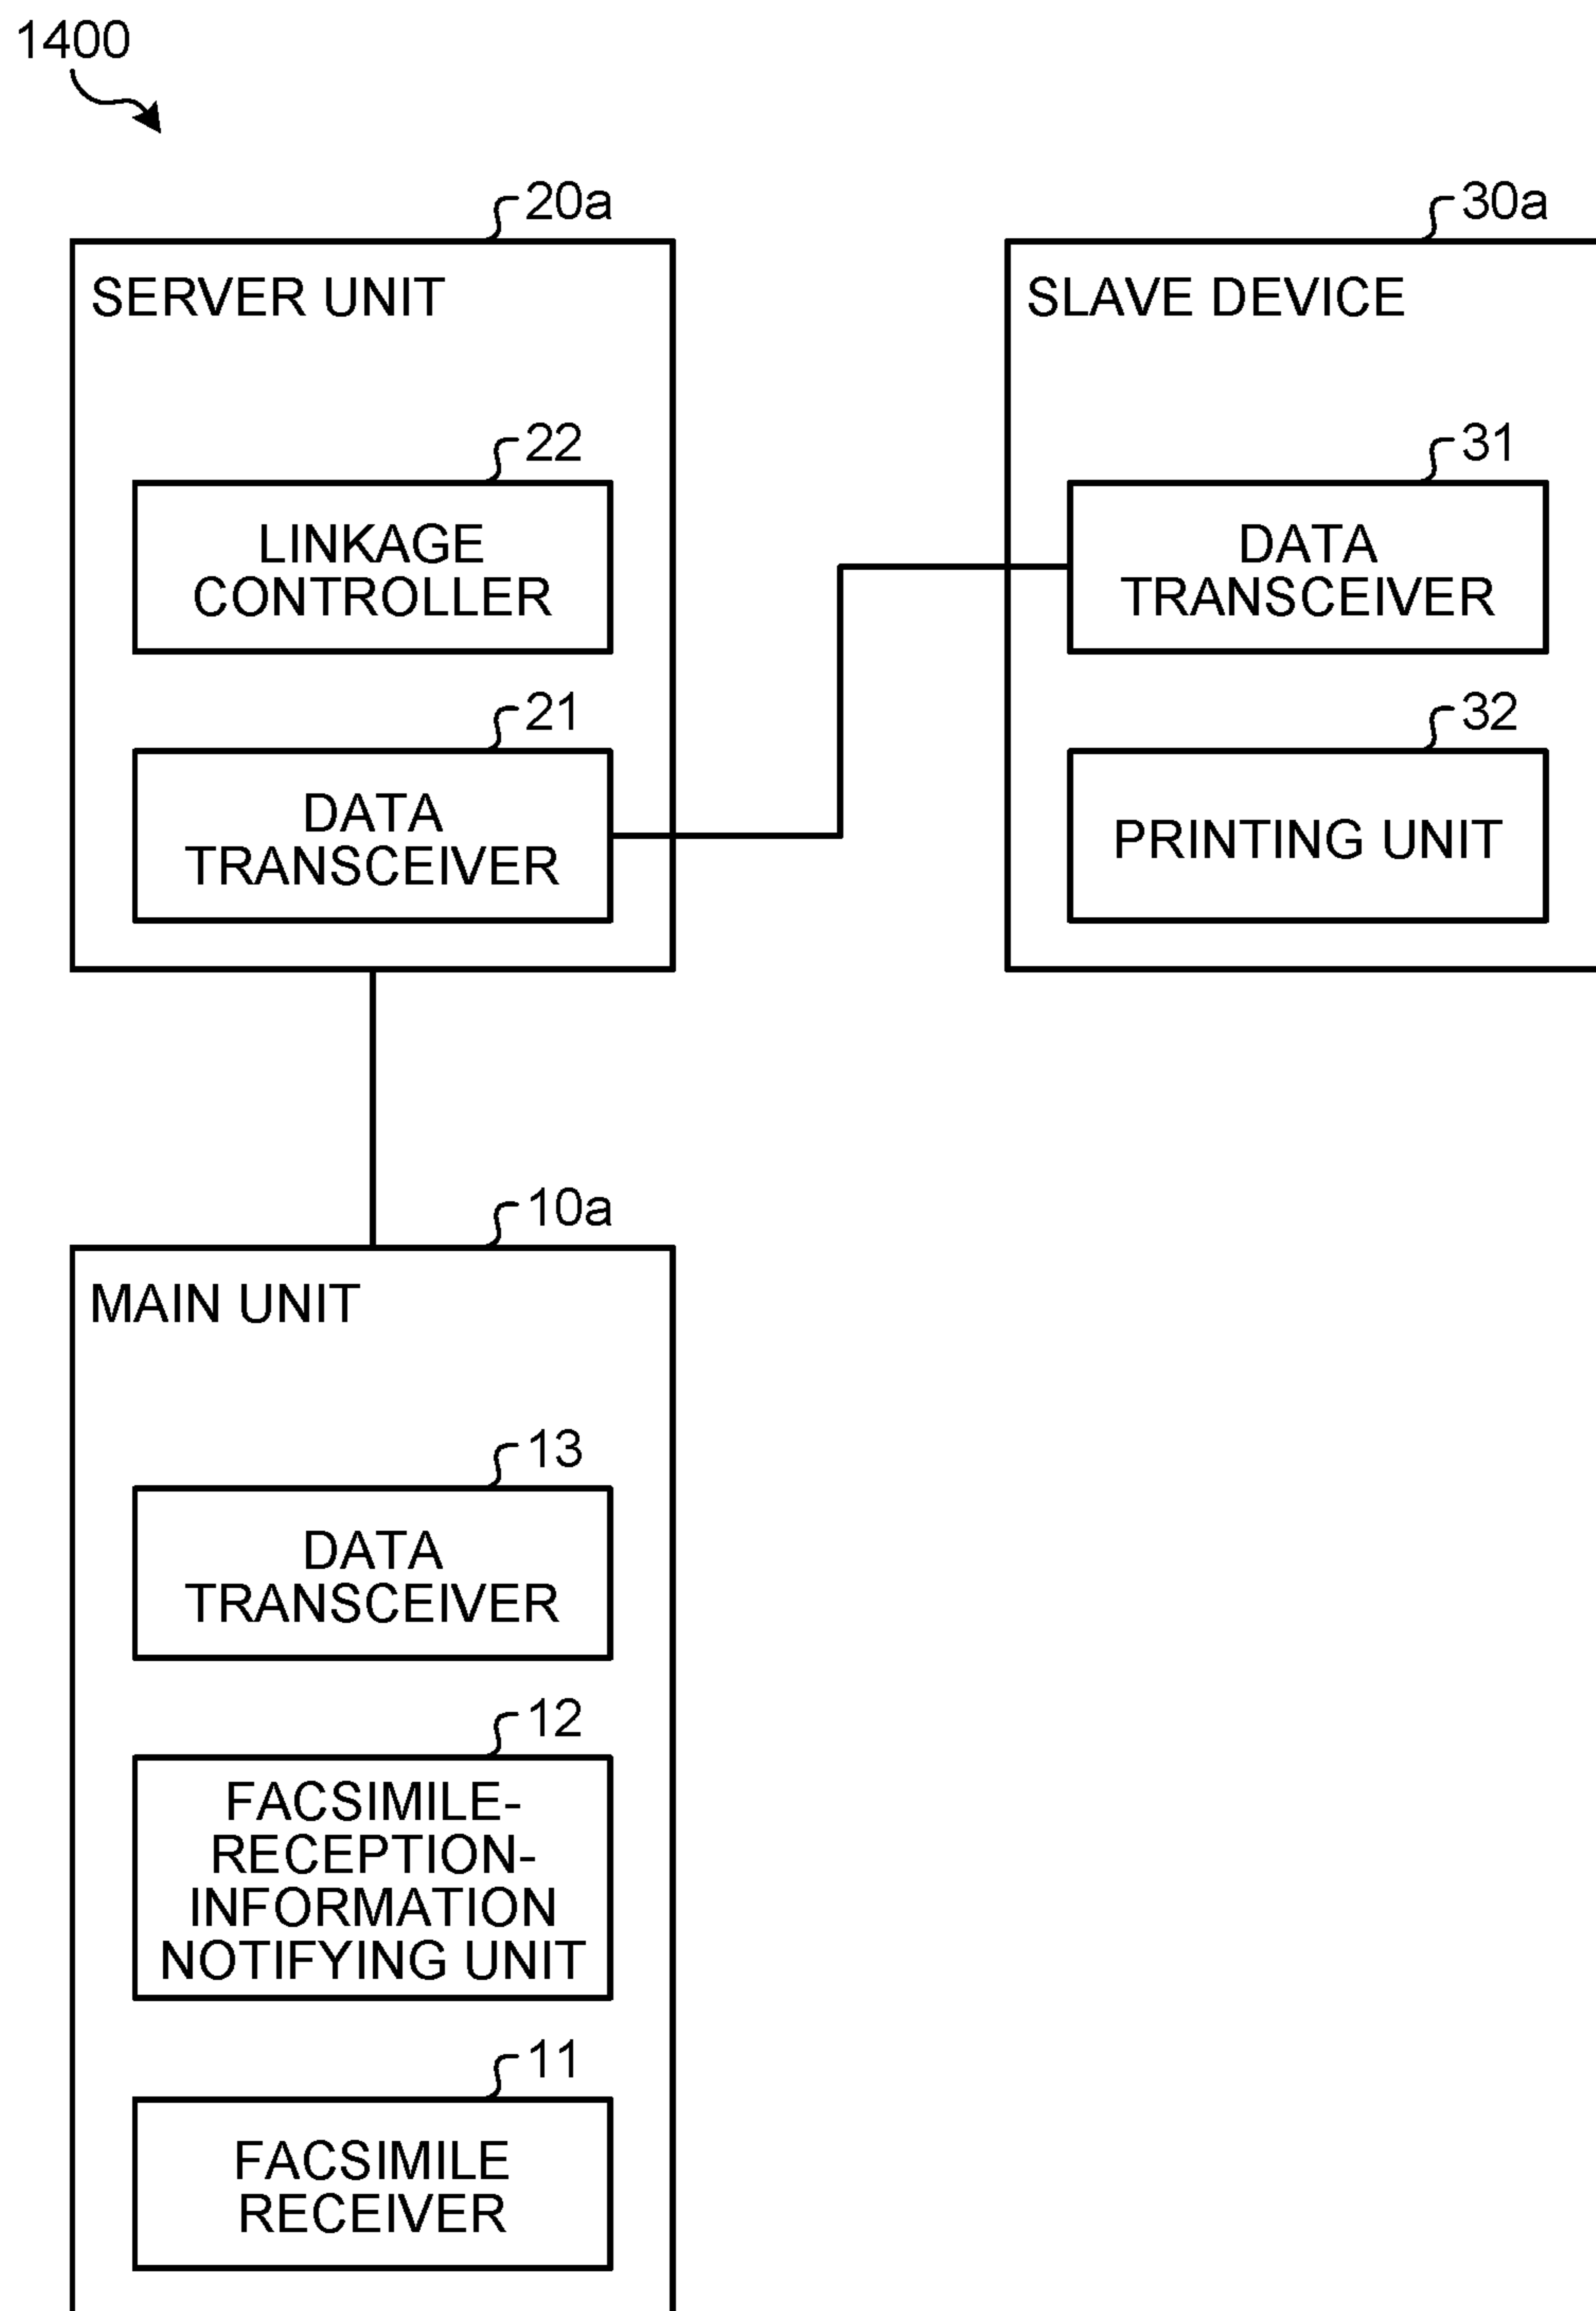 1400
20a
SERVER UNIT
22
LINKAGE
CONTROLLER
21
DATA
TRANSCEIVER
30a
SLAVE DEVICE
31
DATA
TRANSCEIVER
32
PRINTING UNIT
10a
MAIN UNIT
13
DATA
TRANSCEIVER
12
FACSIMILE-
RECEPTION-
INFORMATION
NOTIFYING UNIT
11
FACSIMILE
RECEIVER